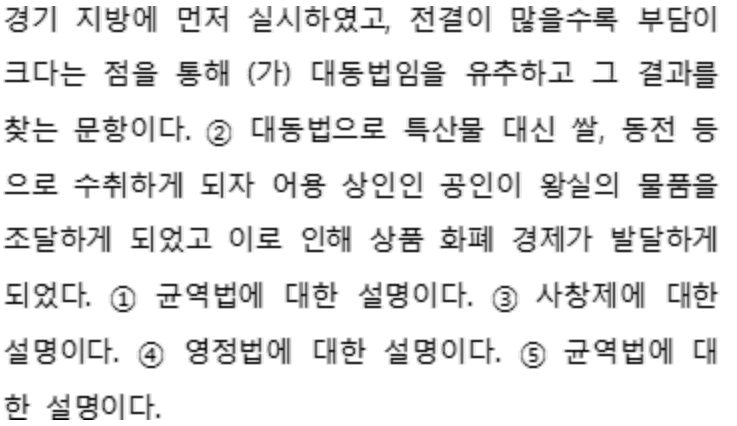 경기 지방에 먼저 실시하였고, 전결이 많을수록 부담이
크다는 점을 통해 (가) 대동법임을 유추하고 그 결과를
찾는 문항이다. ② 대동법으로 특산물 대신 쌀, 동전 등
으로 수취하게 되자 어용 상인인 공인이 왕실의 물품을
조달하게 되었고 이로 인해 상품 화폐 경제가 발달하게
되었다. ① 균역법에 대한 설명이다. ③ 사창제에 대한
설명이다. ④ 영정법에 대한 설명이다. ⑤ 균역법에 대
한 설명이다.